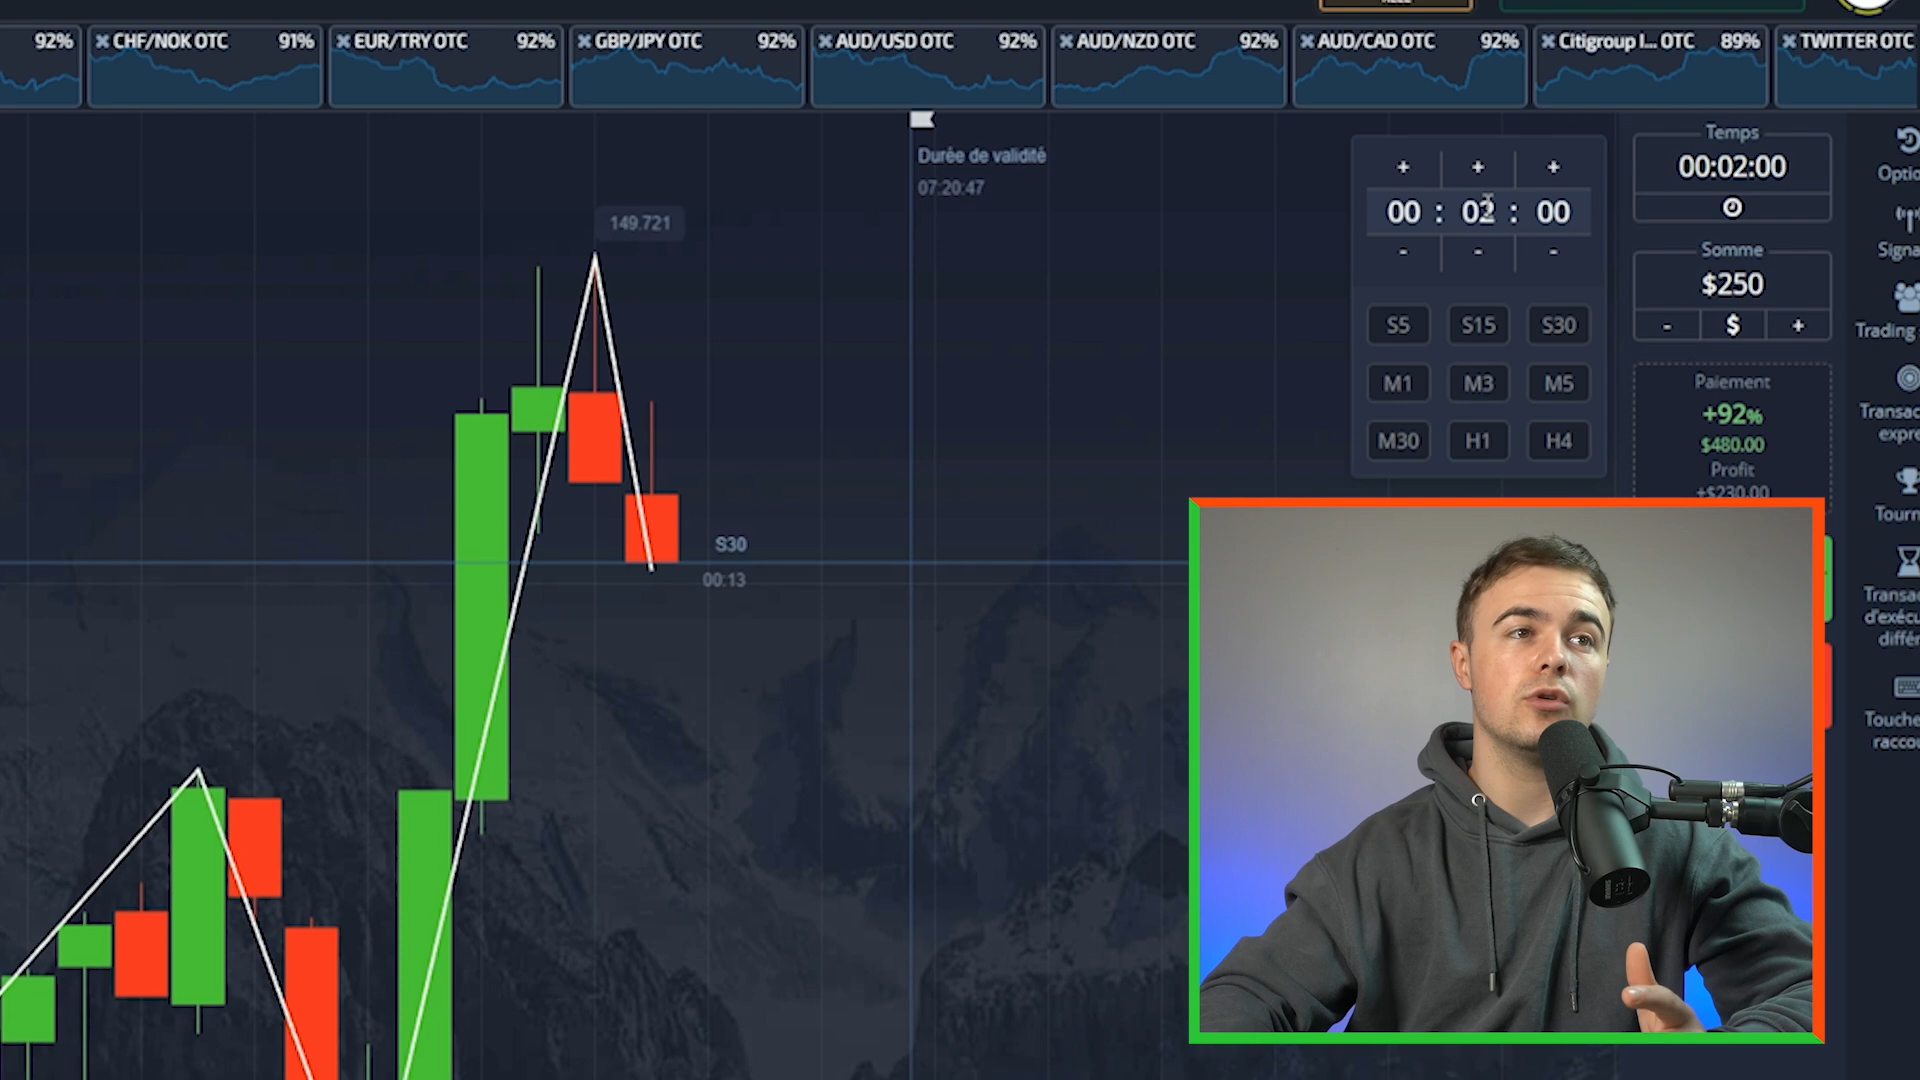 92%
CHF/NOK OTC 91%
EUR/TRY OTC 92%
GBP/JPY OTC 92%
AUD/USD OTC 92%
AUD/NZD OTC 92%
AUD/CAD OTC 92%
Citigroup I... OTC 89%
TWITTER OTC
Durée de validité
07:20:47
149.721
S30
00:13
+ + +
00 : 02 : 00
- - -
S5 S15 S30
M1 M3 M5
M30 H1 H4
Temps
00:02:00
Somme
$250
- $ +
Paiement
+92%
$480.00
Profit
+$230.00
Optio
Signa
Trading
Transac
expre
Tourn
Transac
d'exécu
différ
Touche
raccou